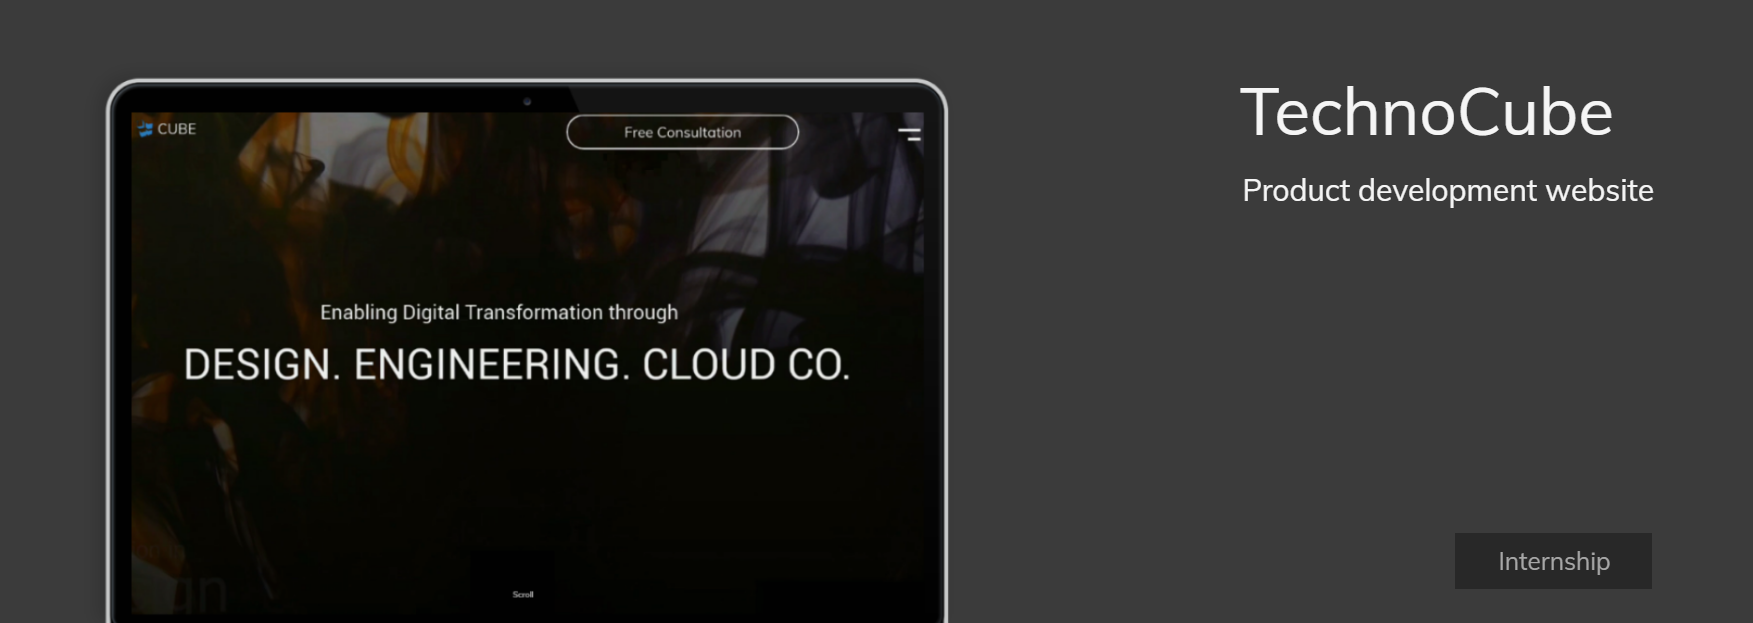 CUBE
Free Consultation
Enabling Digital Transformation through
DESIGN. ENGINEERING. CLOUD CO.
Scroll
TechnoCube
Product development website
Internship